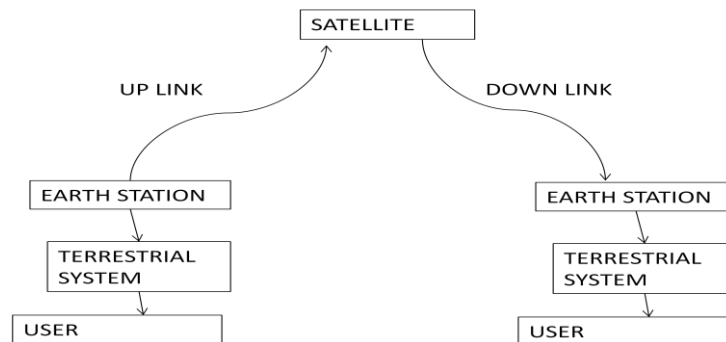 SATELLITE
UP LINK
DOWN LINK
EARTH STATION
EARTH STATION
TERRESTRIAL
SYSTEM
TERRESTRIAL
SYSTEM
USER
USER